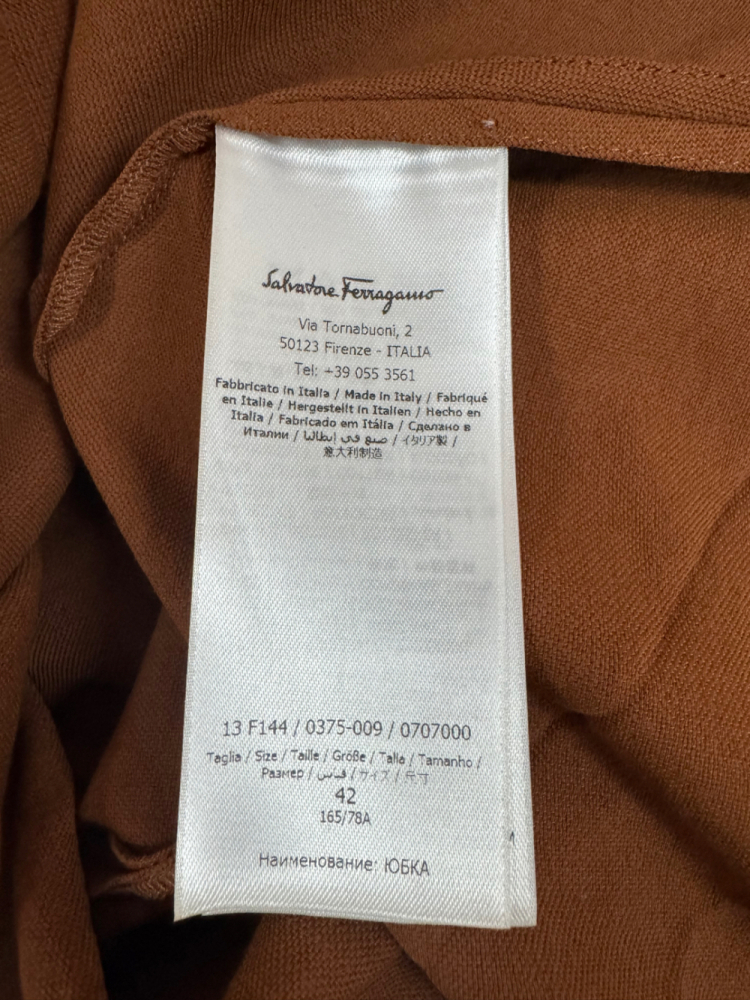 Salvatore Ferragamo
Via Tornabuoni, 2
50123 Firenze - ITALIA
Tel: +39 055 3561
Fabbricato in Italia / Made in Italy / Fabriqué
en Italie / Hergestellt in Italien / Hecho en
Italia / Fabricado em Itália / Сделано в
Италии / صنع في إيطاليا / イタリア製 /
意大利制造
13 F144 / 0375-009 / 0707000
Taglia / Size / Taille / Größe / Talla / Tamanho /
Размер / قياس / サイズ / 尺寸
42
165/78A
Наименование: ЮБКА